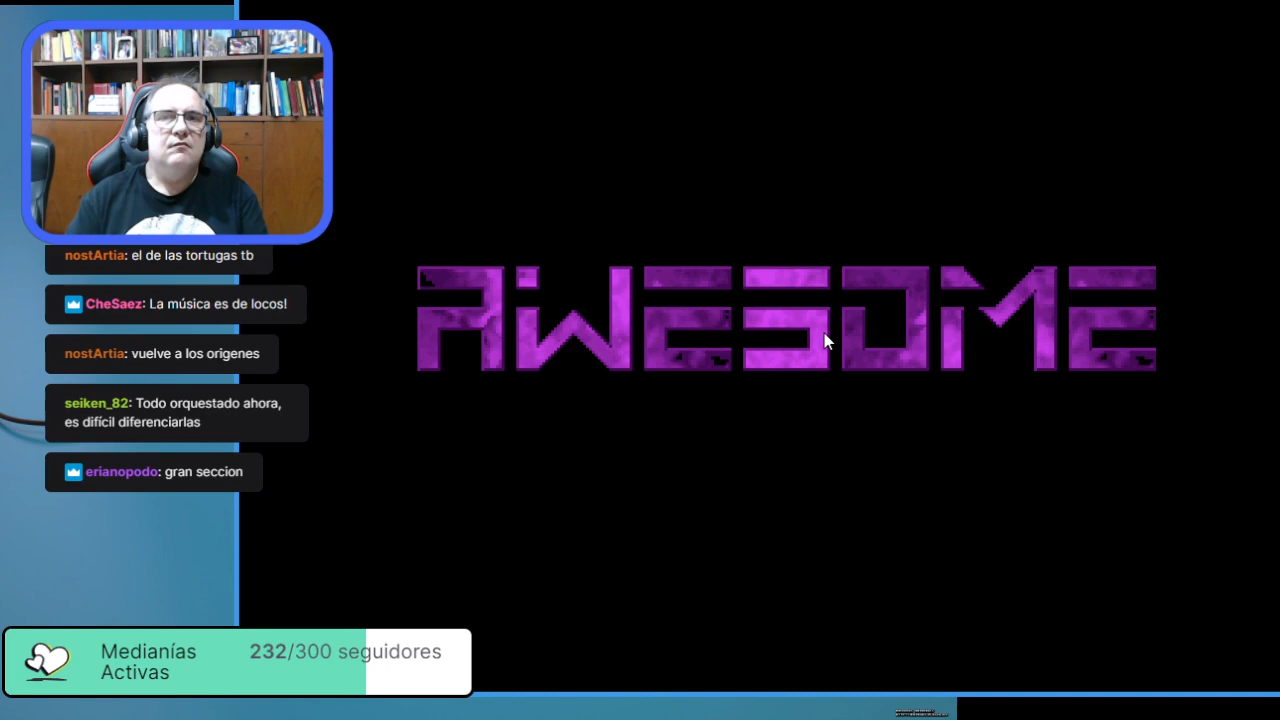 nostArtia: el de las tortugas tb
CheSaez: La música es de locos!
nostArtia: vuelve a los origenes
seiken_82: Todo orquestado ahora,
es difícil diferenciarlas
erianopodo: gran seccion
AWESOME
Medianías
Activas
232/300 seguidores